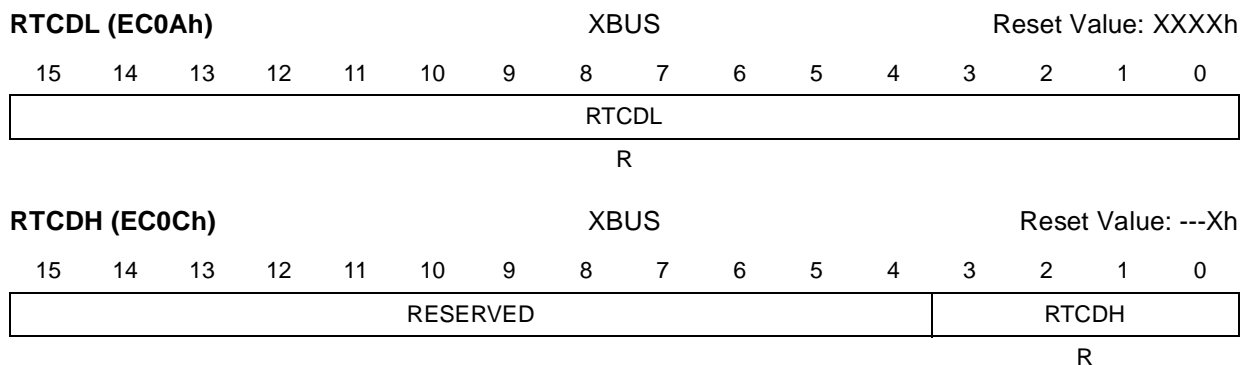 RTCDL (EC0Ah) XBUS Reset Value: XXXXh
15 14 13 12 11 10 9 8 7 6 5 4 3 2 1 0
RTCDL
R
RTCDH (EC0Ch) XBUS Reset Value: ---Xh
15 14 13 12 11 10 9 8 7 6 5 4 3 2 1 0
RESERVED RTCDH
R